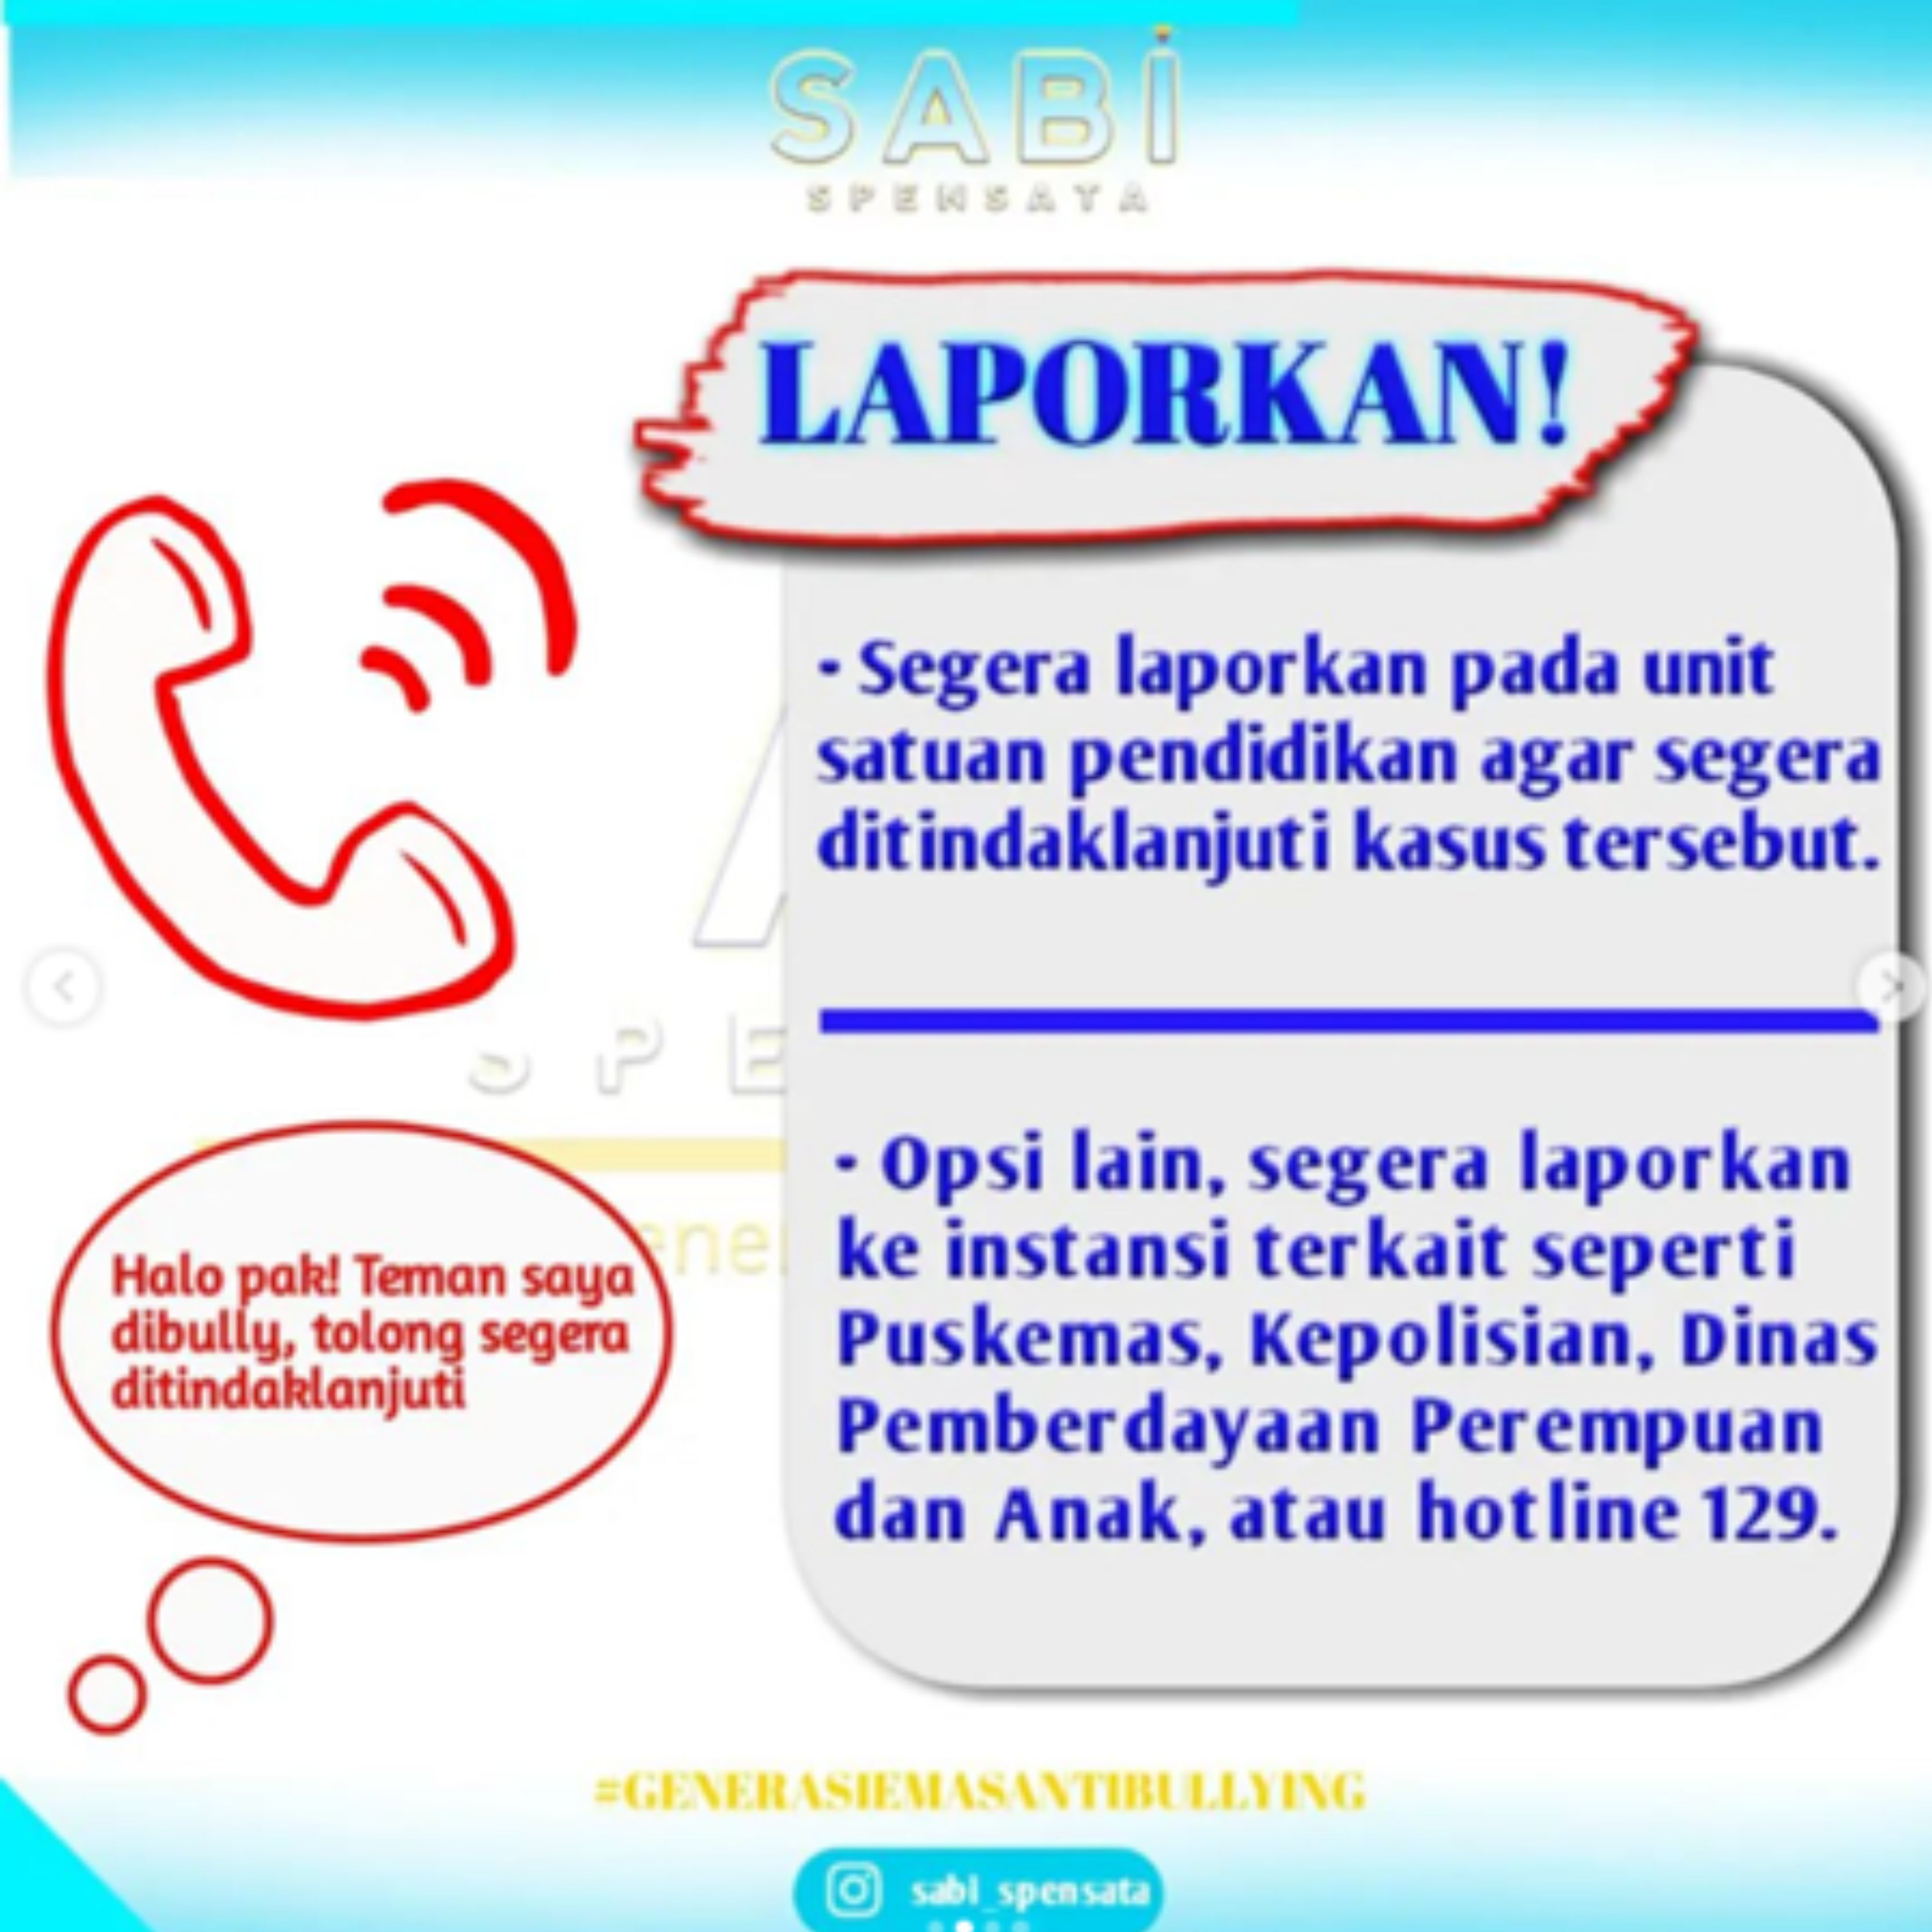 SABI
SPENSATA
LAPORKAN!
- Segera laporkan pada unit
satuan pendidikan agar segera
ditindaklanjuti kasus tersebut.
SPE
ene
- Opsi lain, segera laporkan
ke instansi terkait seperti
Puskemas, Kepolisian, Dinas
Pemberdayaan Perempuan
dan Anak, atau hotline 129.
Halo pak! Teman saya
dibully, tolong segera
ditindaklanjuti
#GENERASIEMASANTIBULLYING
sabi_spensata